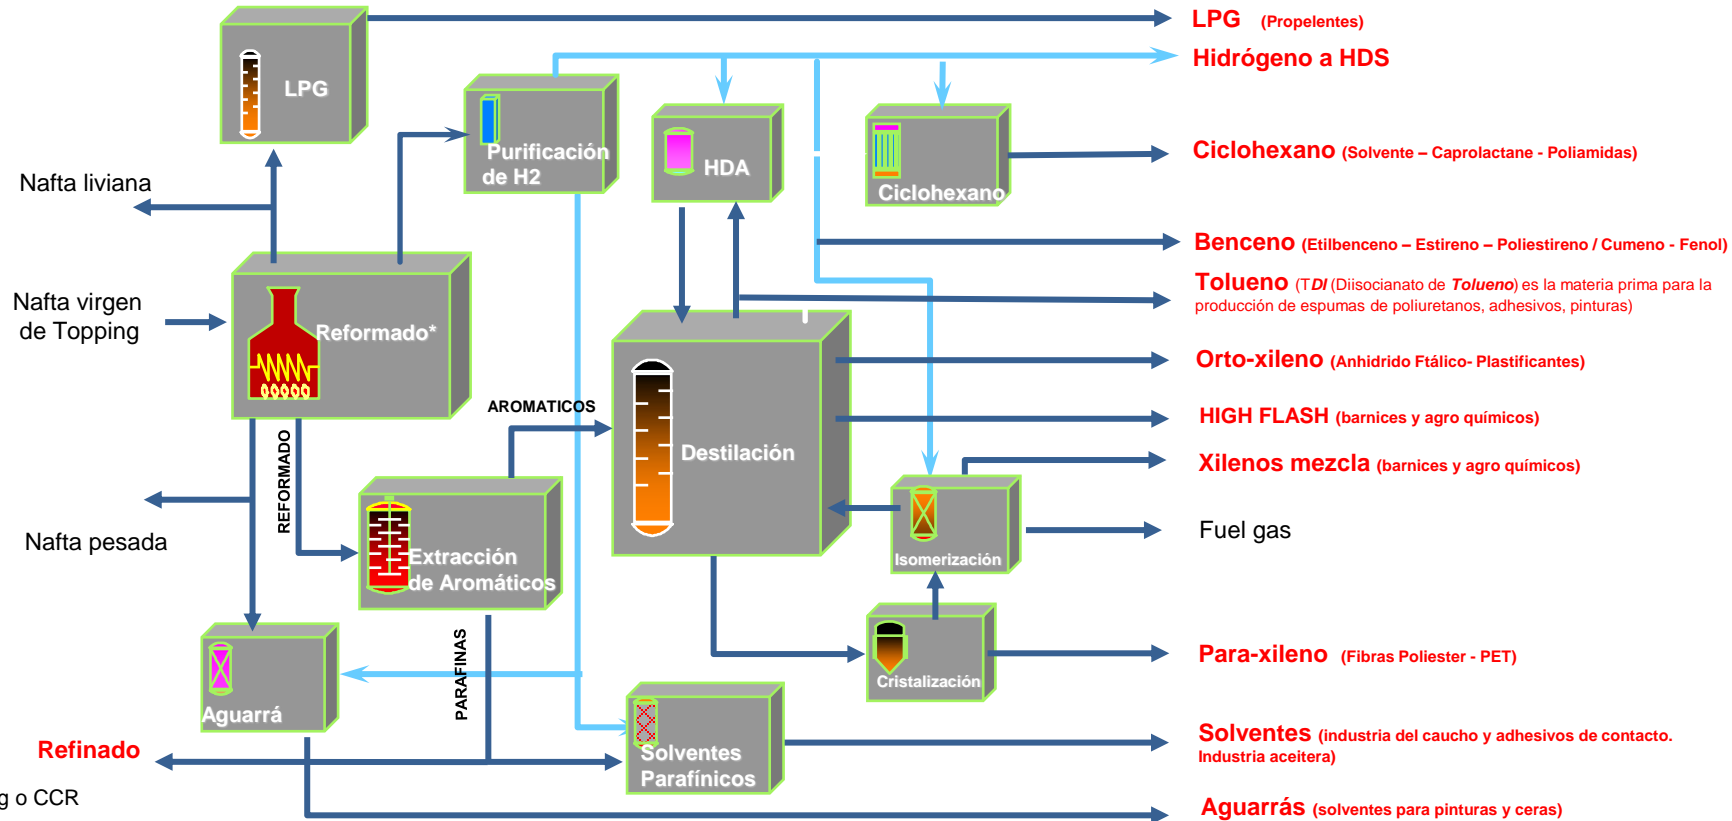 LPG (Propelentes)
Hidrógeno a HDS
LPG
Purificación
de H2
HDA
Ciclohexano
Ciclohexano (Solvente – Caprolactane - Poliamidas)
Nafta liviana
Benceno (Etilbenceno – Estireno – Poliestireno / Cumeno - Fenol)
Tolueno (TDI (Diisocianato de Tolueno) es la materia prima para la
producción de espumas de poliuretanos, adhesivos, pinturas)
Nafta virgen
de Topping
Reformado*
Orto-xileno (Anhidrido Ftálico- Plastificantes)
AROMATICOS
HIGH FLASH (barnices y agro químicos)
REFORMADO
Destilación
Xilenos mezcla (barnices y agro químicos)
Nafta pesada
Extracción
de Aromáticos
Isomerización
Fuel gas
PARAFINAS
Cristalización
Para-xileno (Fibras Poliester - PET)
Aguarrá
Refinado
Solventes
Parafínicos
Solventes (industria del caucho y adhesivos de contacto.
Industria aceitera)
g o CCR
Aguarrás (solventes para pinturas y ceras)